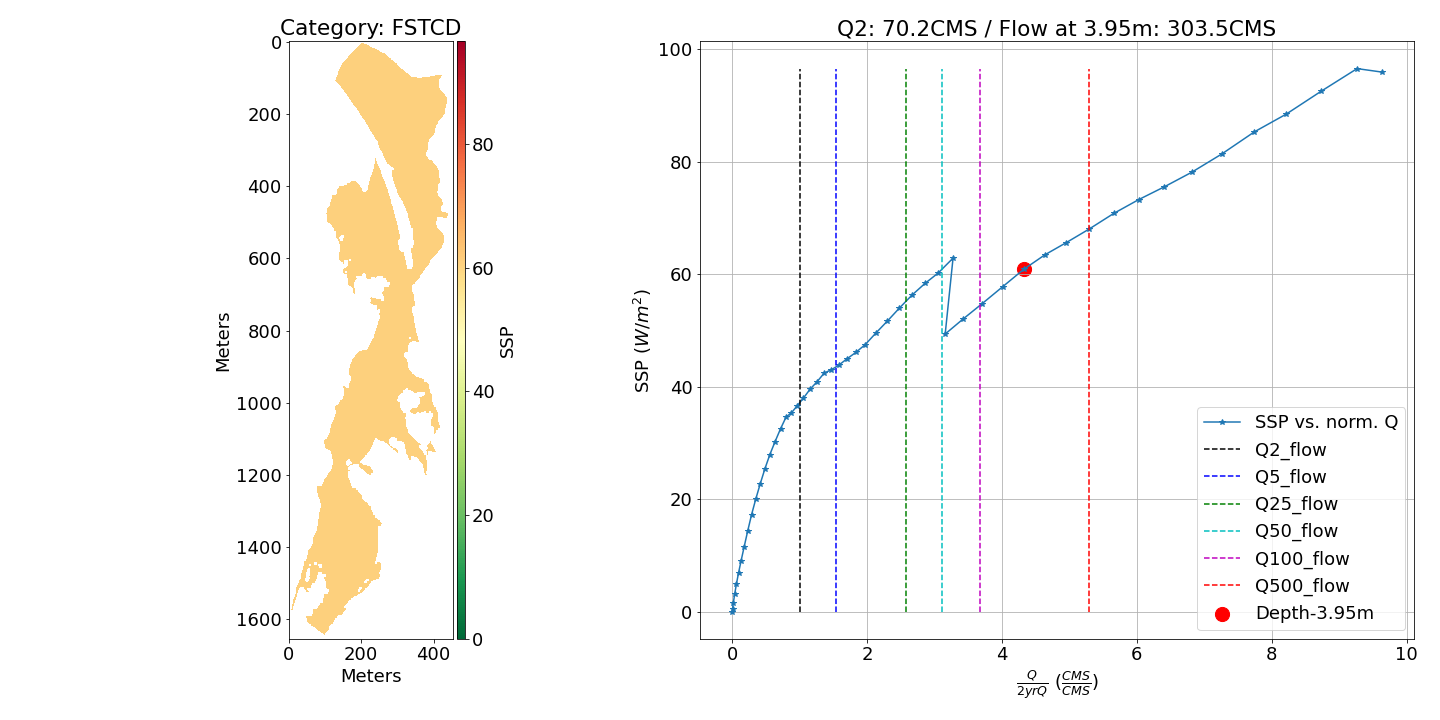 Category: FSTCD
0
200
400
600
800
1000
1200
1400
1600
Meters
0 200 400
Meters
80
60
40
20
0
SSP
Q2: 70.2CMS / Flow at 3.95m: 303.5CMS
100
80
60
40
20
0
SSP (W/m²)
0 2 4 6 8 10
Q/2yrQ (CMS/CMS)
SSP vs. norm. Q
Q2_flow
Q5_flow
Q25_flow
Q50_flow
Q100_flow
Q500_flow
Depth-3.95m